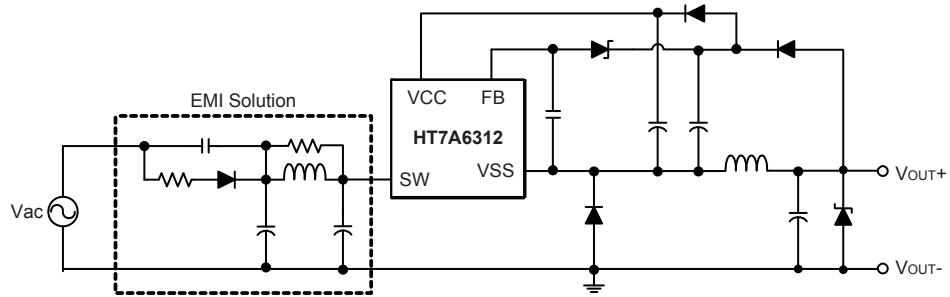 EMI Solution
VCC FB
HT7A6312
SW VSS
Vac
VOUT+
VOUT-